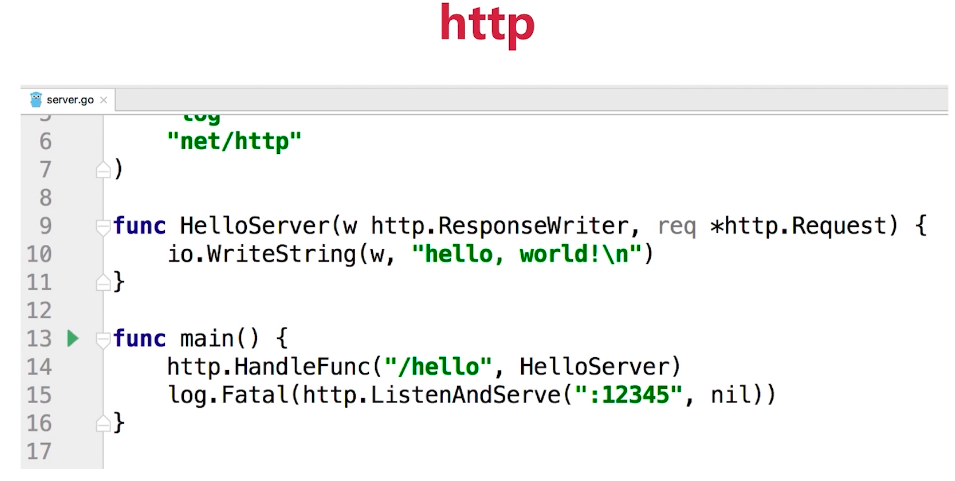 http
server.go ×
5 "log
6 "net/http"
7 )
8
9 func HelloServer(w http.ResponseWriter, req *http.Request) {
10 io.WriteString(w, "hello, world!\n")
11 }
12
13 func main() {
14 http.HandleFunc("/hello", HelloServer)
15 log.Fatal(http.ListenAndServe(":12345", nil))
16 }
17